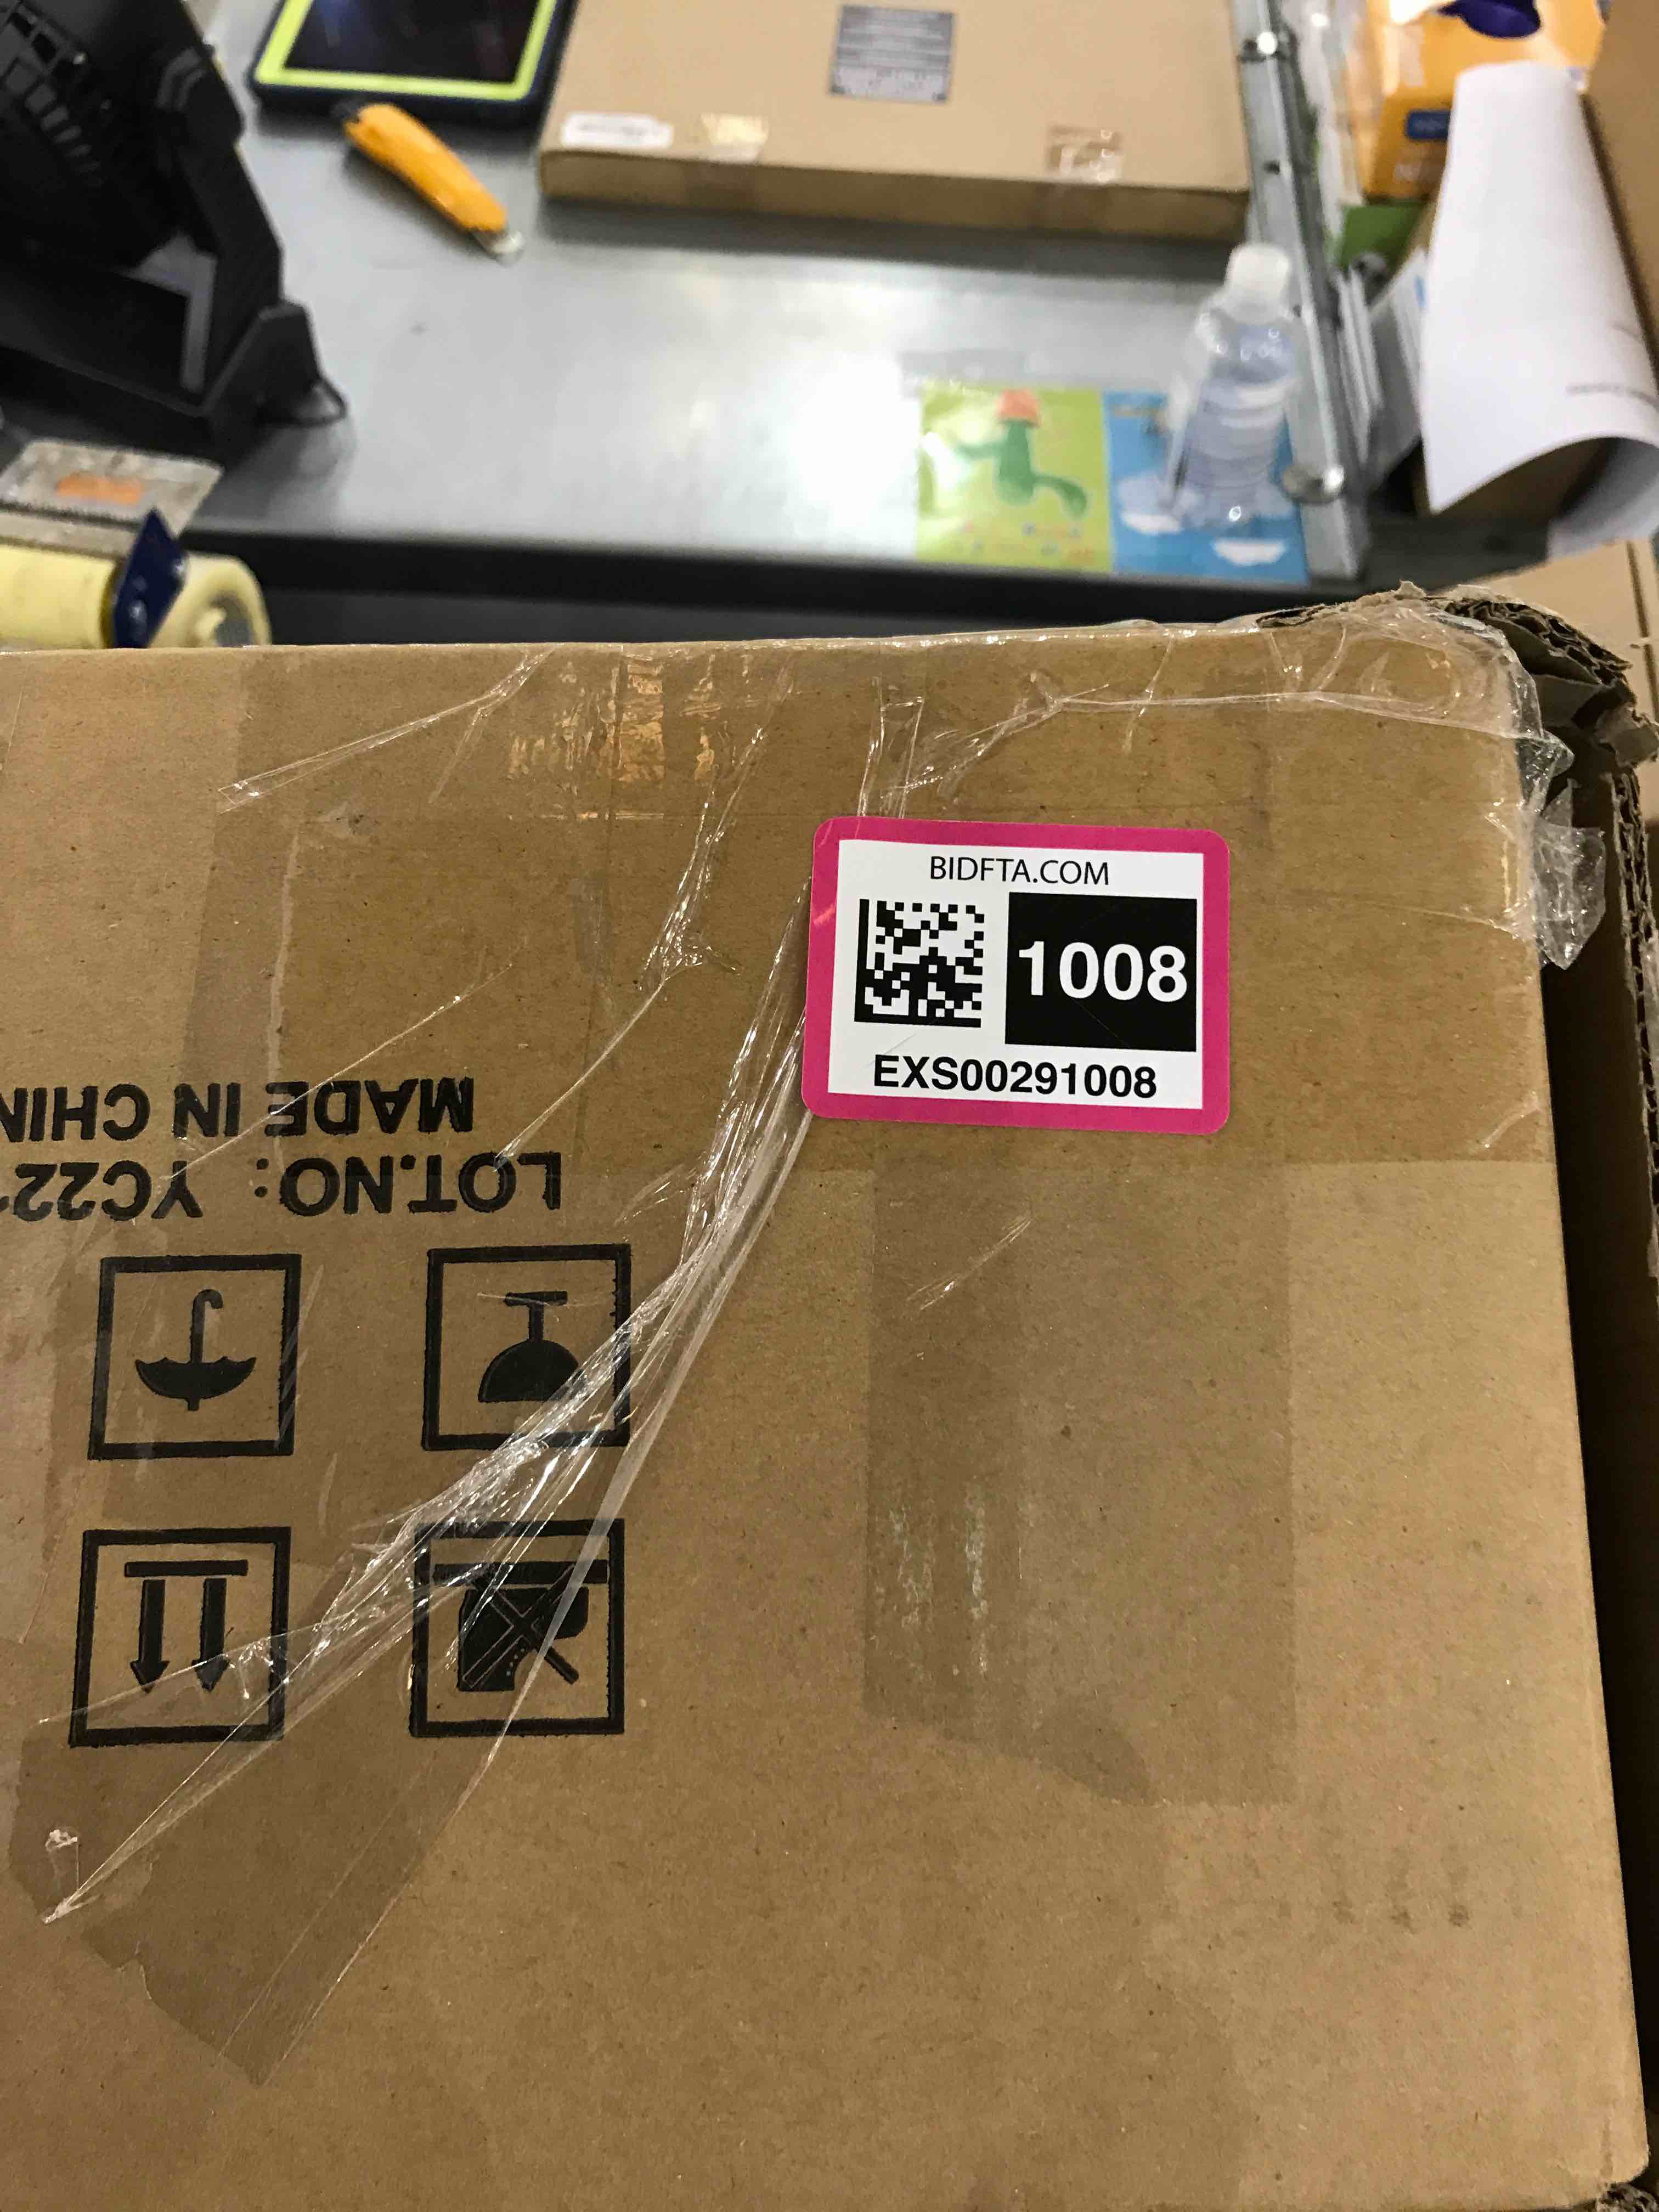 BIDFTA.COM
1008
EXS00291008
MADE IN CHIN
LOT.NO: YC22